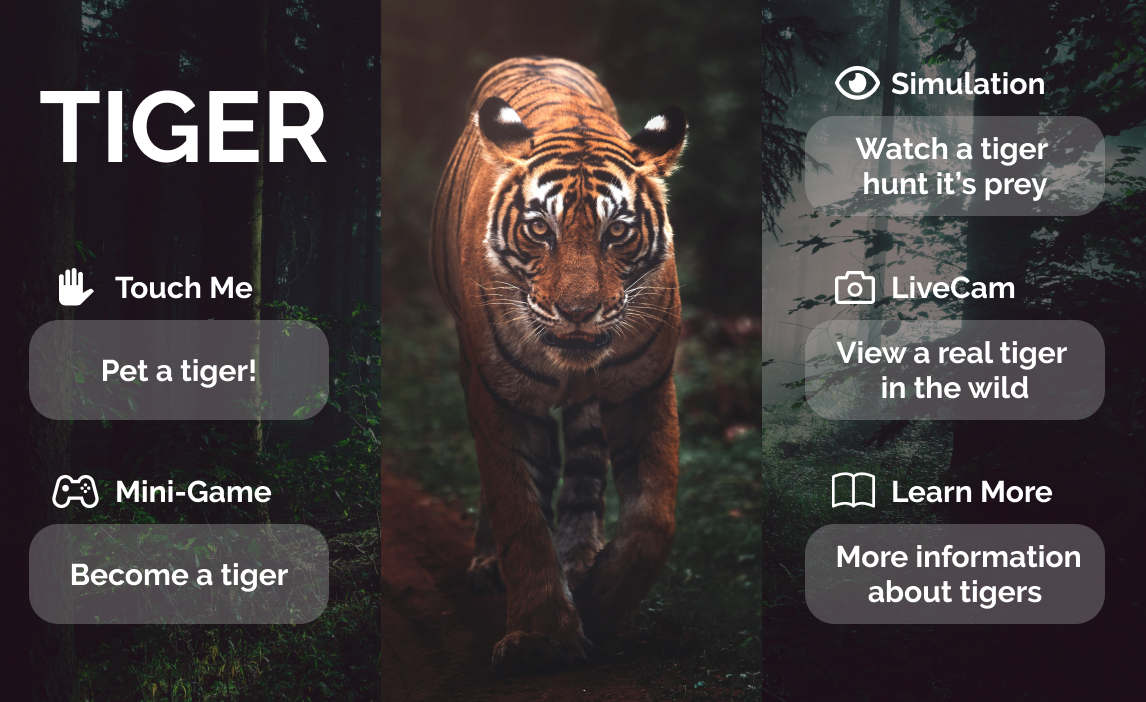 TIGER
Touch Me
Pet a tiger!
Mini-Game
Become a tiger
Simulation
Watch a tiger
hunt it’s prey
LiveCam
View a real tiger
in the wild
Learn More
More information
about tigers